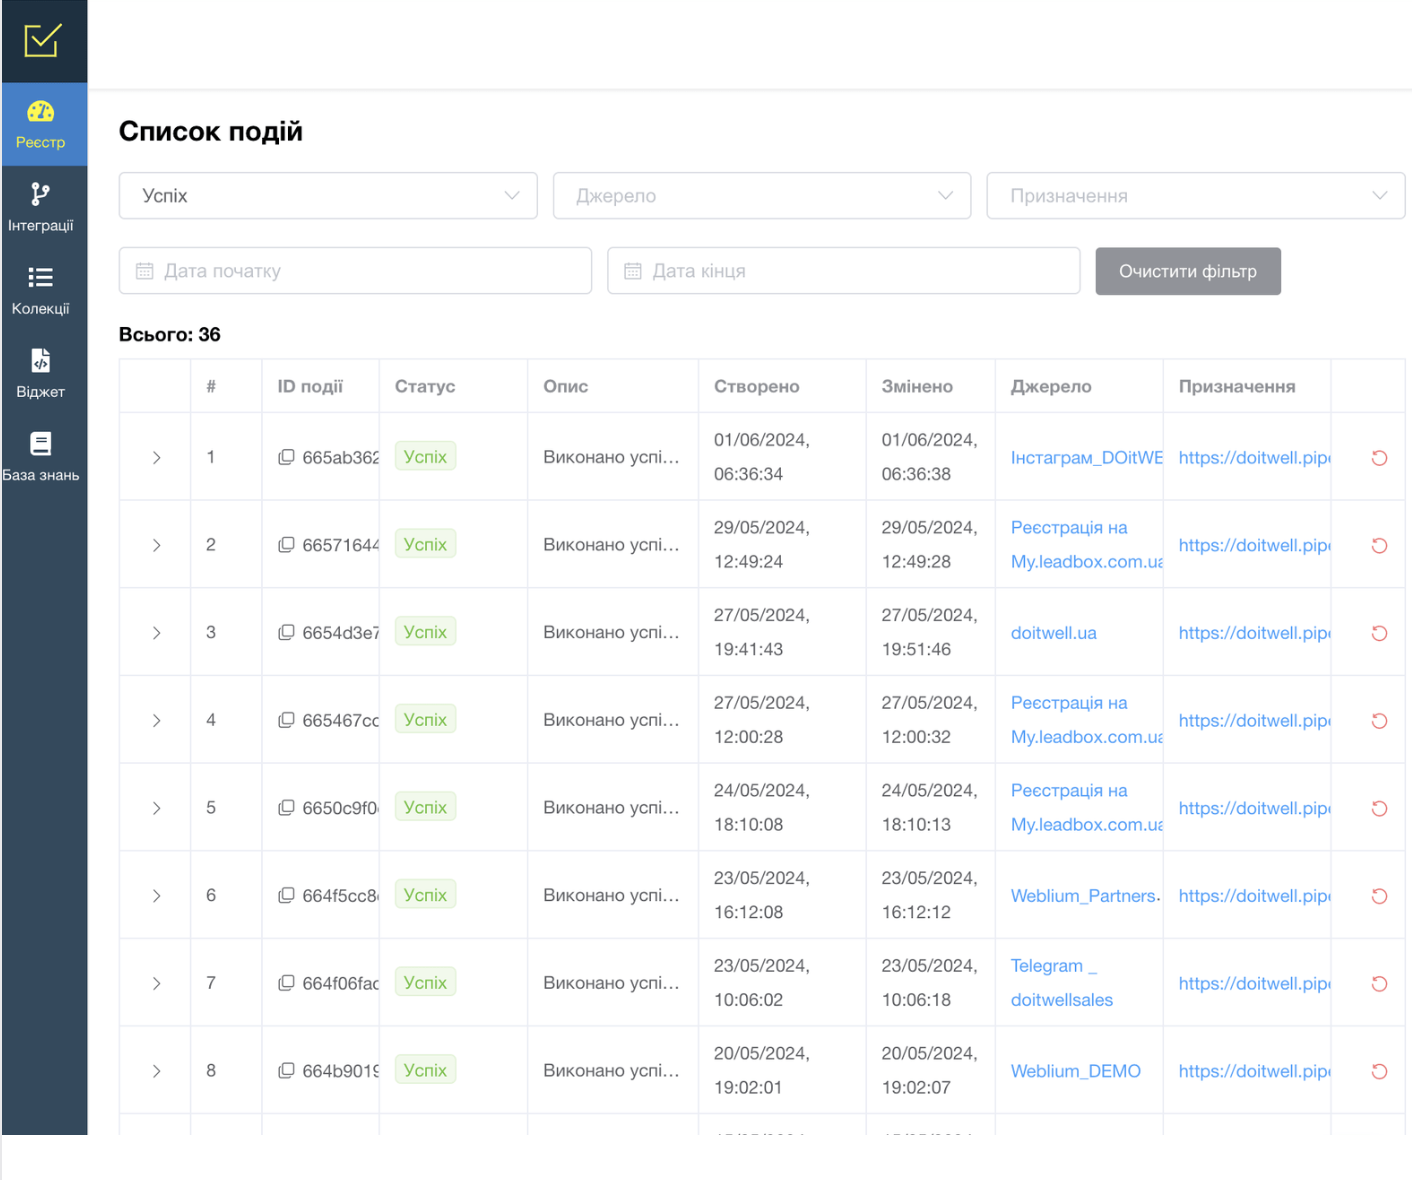 Реєстр
Інтеграції
Колекції
Віджет
База знань
Список подій
Успіх Джерело Призначення
Дата початку Дата кінця Очистити фільтр
Всього: 36
# ID події Статус Опис Створено Змінено Джерело Призначення
1 665ab362 Успіх Виконано успі... 01/06/2024, 06:36:34 01/06/2024, 06:36:38 Інстаграм_DOitWE https://doitwell.pip
2 66571644 Успіх Виконано успі... 29/05/2024, 12:49:24 29/05/2024, 12:49:28 Реєстрація на My.leadbox.com.ua https://doitwell.pip
3 6654d3e7 Успіх Виконано успі... 27/05/2024, 19:41:43 27/05/2024, 19:51:46 doitwell.ua https://doitwell.pip
4 665467cc Успіх Виконано успі... 27/05/2024, 12:00:28 27/05/2024, 12:00:32 Реєстрація на My.leadbox.com.ua https://doitwell.pip
5 6650c9f0 Успіх Виконано успі... 24/05/2024, 18:10:08 24/05/2024, 18:10:13 Реєстрація на My.leadbox.com.ua https://doitwell.pip
6 664f5cc8 Успіх Виконано успі... 23/05/2024, 16:12:08 23/05/2024, 16:12:12 Weblium_Partners. https://doitwell.pip
7 664f06fac Успіх Виконано успі... 23/05/2024, 10:06:02 23/05/2024, 10:06:18 Telegram _ doitwellsales https://doitwell.pip
8 664b9019 Успіх Виконано успі... 20/05/2024, 19:02:01 20/05/2024, 19:02:07 Weblium_DEMO https://doitwell.pip